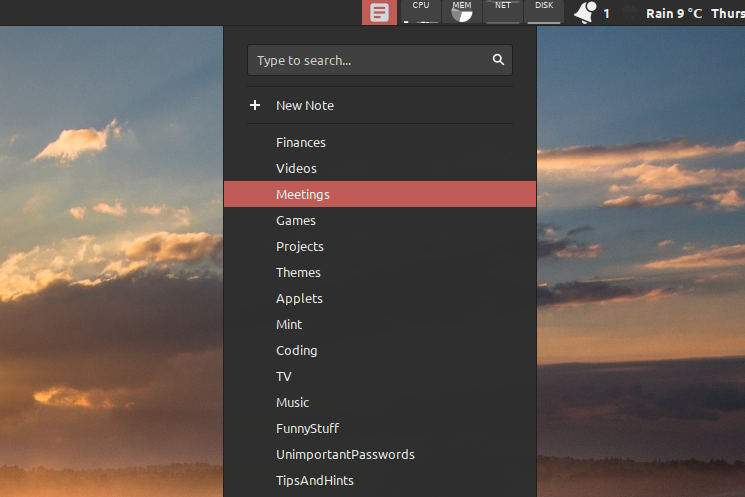 CPU MEM NET DISK 1 Rain 9 °C Thurs
Type to search...
New Note
Finances
Videos
Meetings
Games
Projects
Themes
Applets
Mint
Coding
TV
Music
FunnyStuff
UnimportantPasswords
TipsAndHints